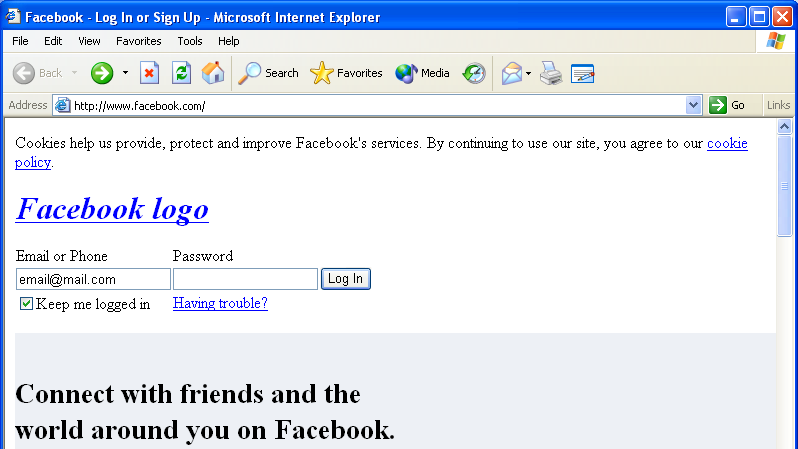 Facebook - Log In or Sign Up - Microsoft Internet Explorer
File Edit View Favorites Tools Help
Back Search Favorites Media
Address http://www.facebook.com/ Go Links
Cookies help us provide, protect and improve Facebook's services. By continuing to use our site, you agree to our cookie
policy.
Facebook logo
Email or Phone Password
email@mail.com Log In
Keep me logged in Having trouble?
Connect with friends and the
world around you on Facebook.